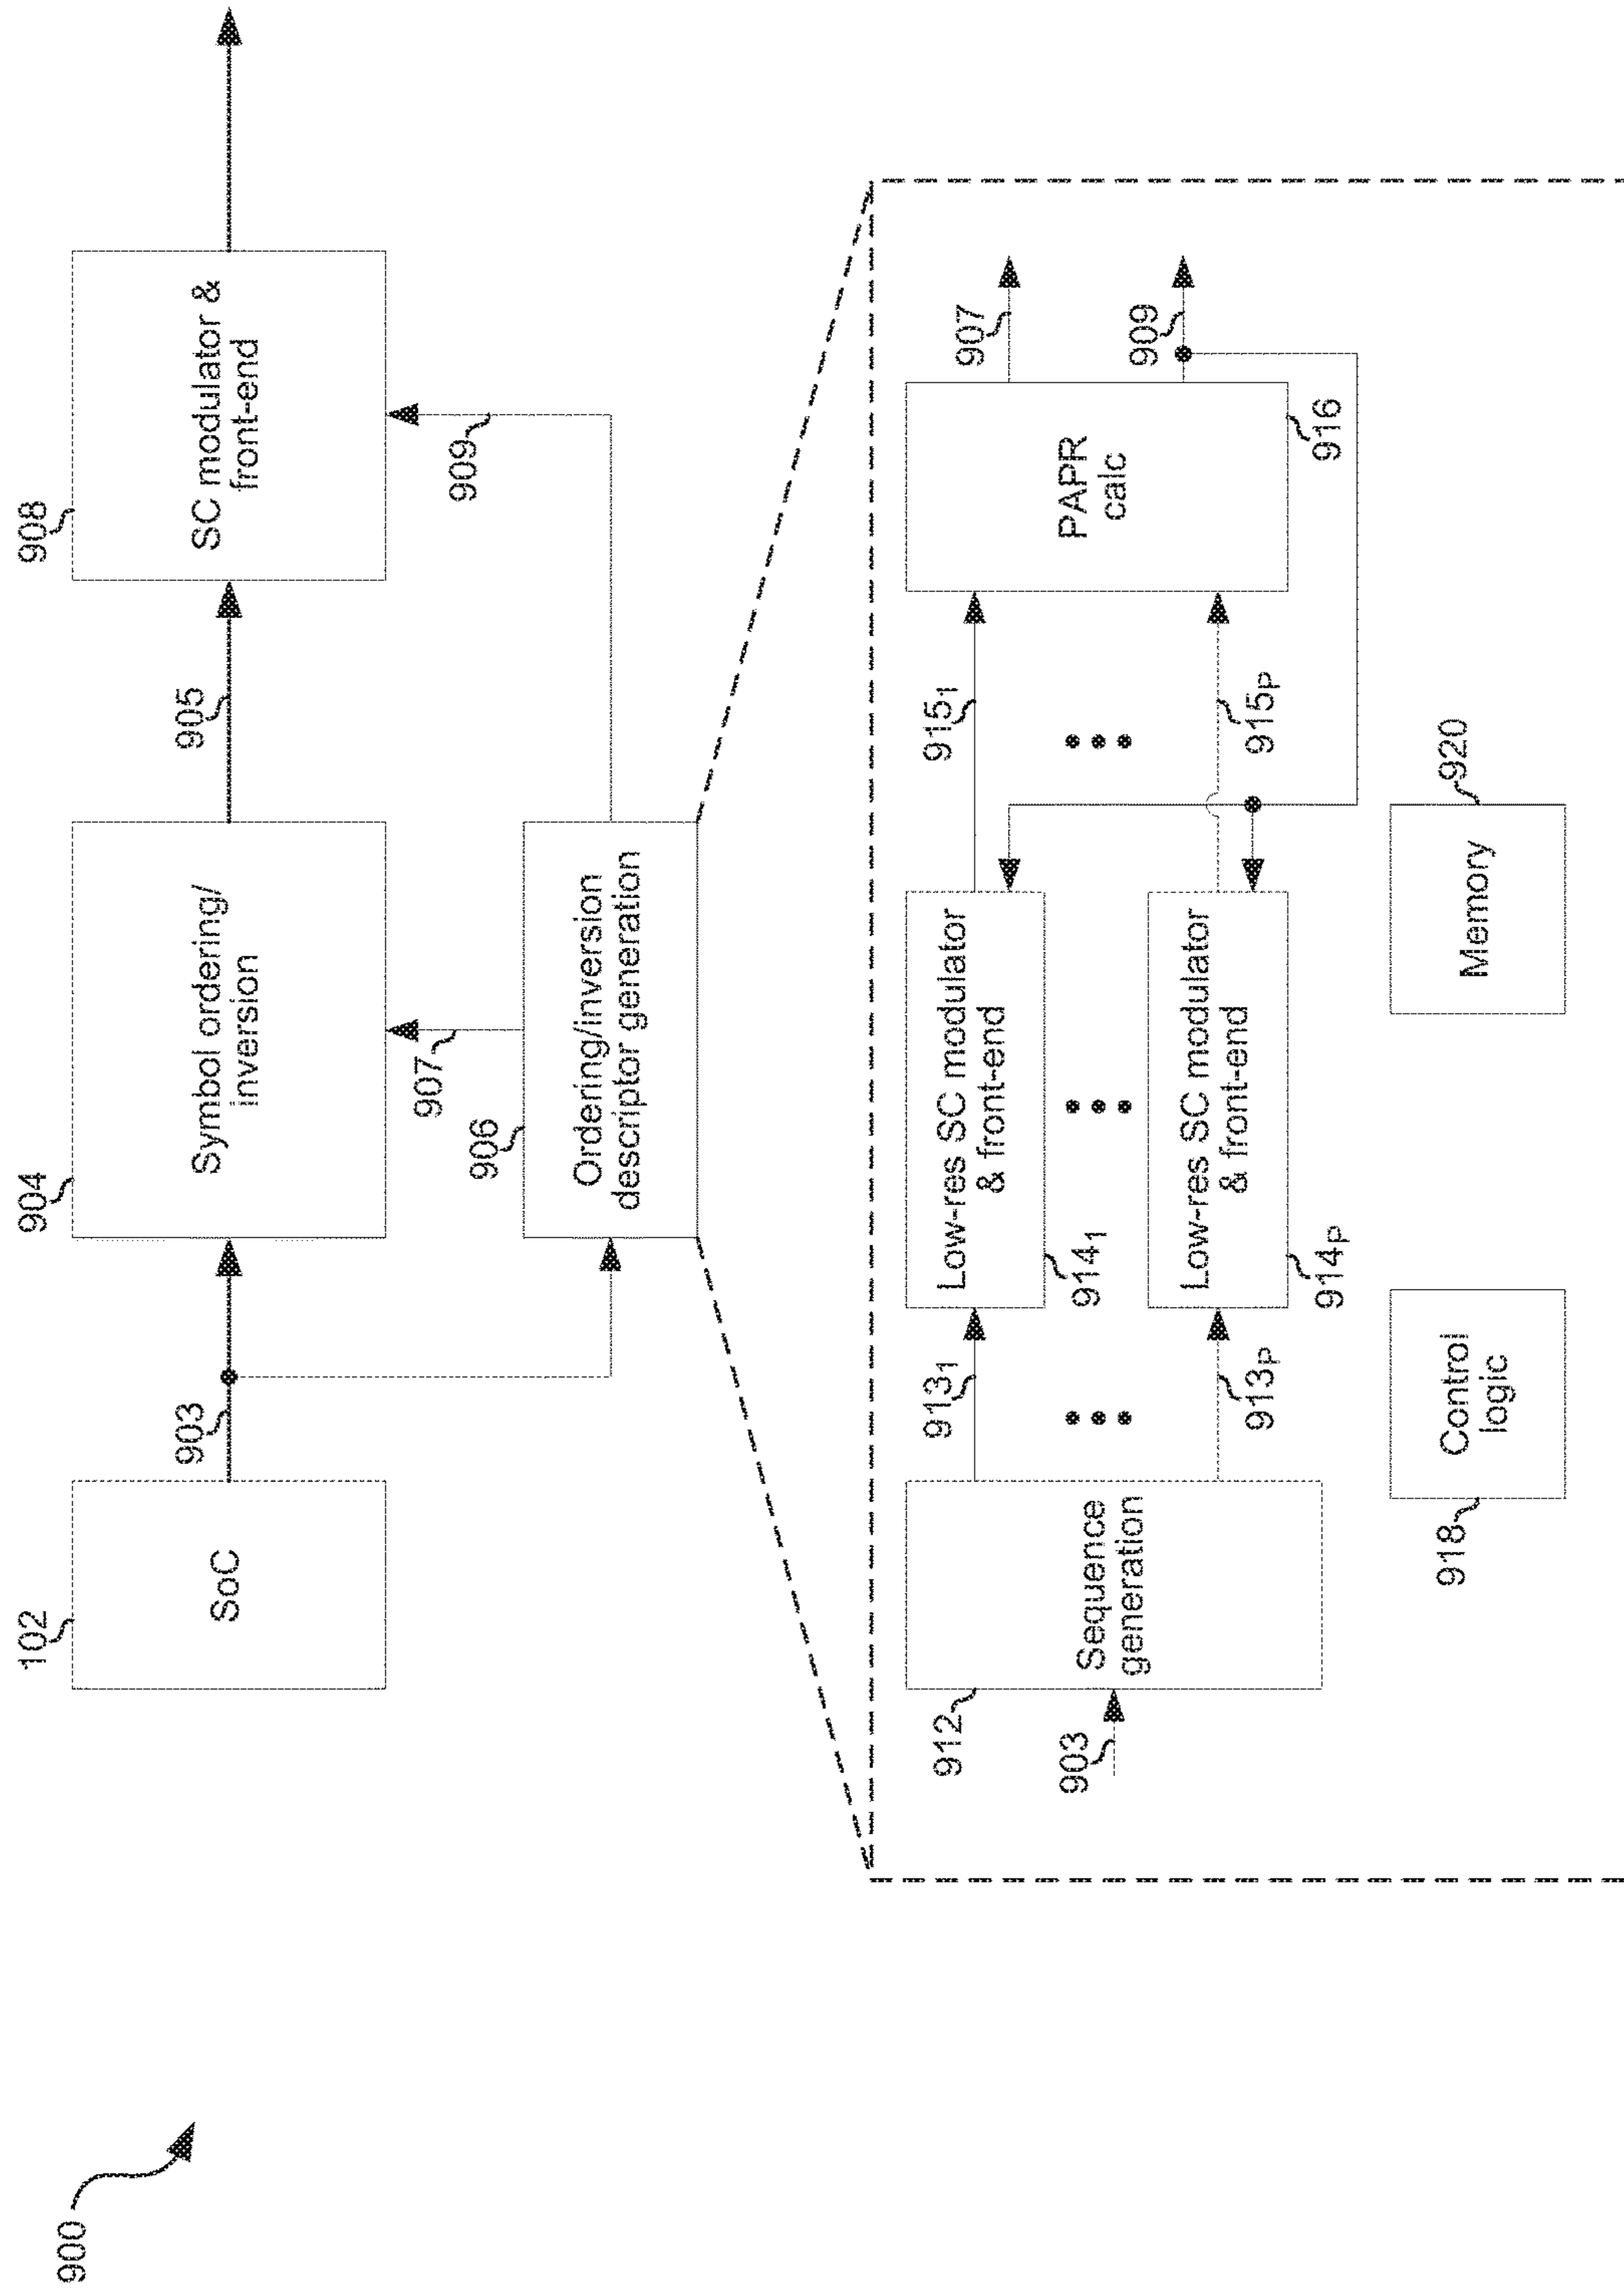 900
102
SoC
903
904
Symbol ordering/
inversion
905
908
SC modulator &
front-end
907
909
906
Ordering/inversion
descriptor generation
903
912
Sequence
generation
913₁
913ₚ
Low-res SC modulator
& front-end
914₁
Low-res SC modulator
& front-end
914ₚ
915₁
915ₚ
PAPR
calc
916
907
909
918
Control
logic
Memory
920